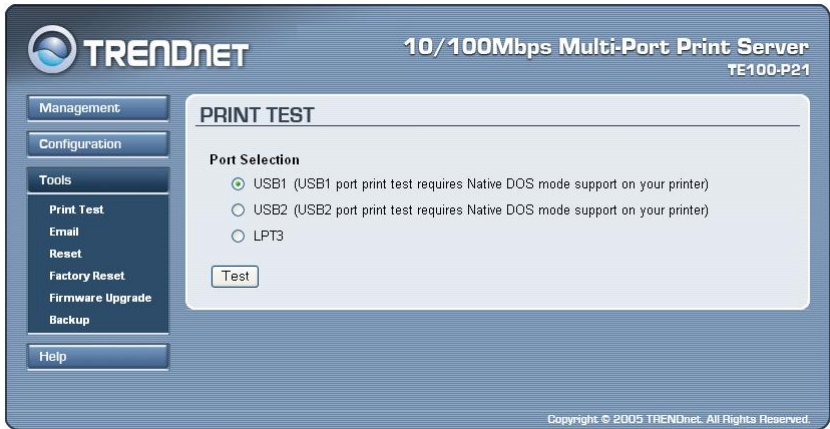 TRENDnet
10/100Mbps Multi-Port Print Server
TE100-P21
Management
Configuration
Tools
Print Test
Email
Reset
Factory Reset
Firmware Upgrade
Backup
Help
PRINT TEST
Port Selection
USB1 (USB1 port print test requires Native DOS mode support on your printer)
USB2 (USB2 port print test requires Native DOS mode support on your printer)
LPT3
Test
Copyright © 2005 TRENDnet. All Rights Reserved.